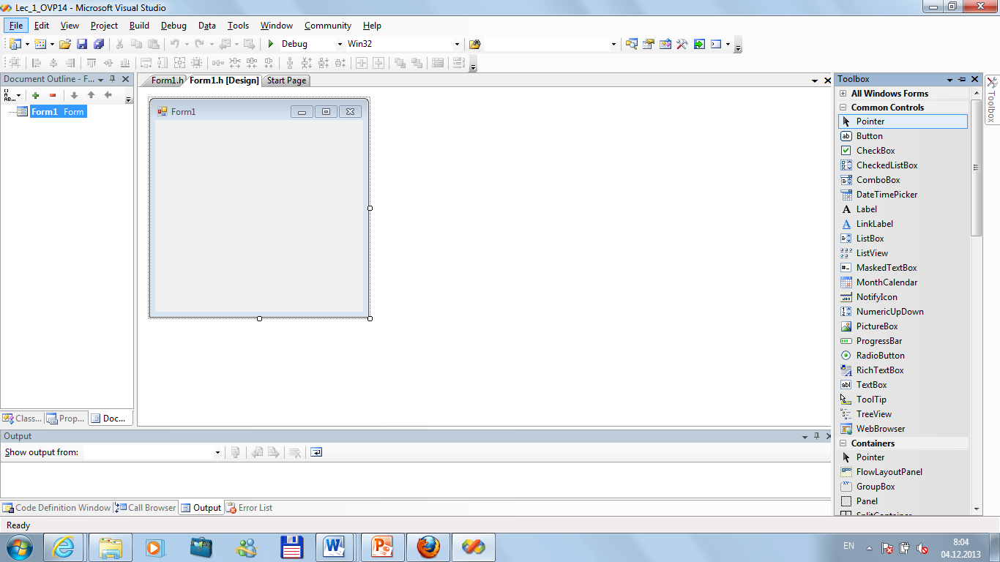 Lec_1_OVP14 - Microsoft Visual Studio
File Edit View Project Build Debug Data Tools Window Community Help
Debug Win32
Document Outline - F...
Form1.h Form1.h [Design] Start Page
Toolbox
Form1 Form
Form1
All Windows Forms
Common Controls
Pointer
Button
CheckBox
CheckedListBox
ComboBox
DateTimePicker
Label
LinkLabel
ListBox
ListView
MaskedTextBox
MonthCalendar
NotifyIcon
NumericUpDown
PictureBox
ProgressBar
RadioButton
RichTextBox
TextBox
ToolTip
TreeView
WebBrowser
Containers
Pointer
FlowLayoutPanel
GroupBox
Panel
SplitContainer
Toolbox
Class... Prop... Doc...
Output
Show output from:
Code Definition Window Call Browser Output Error List
Ready
EN
8:04
04.12.2013